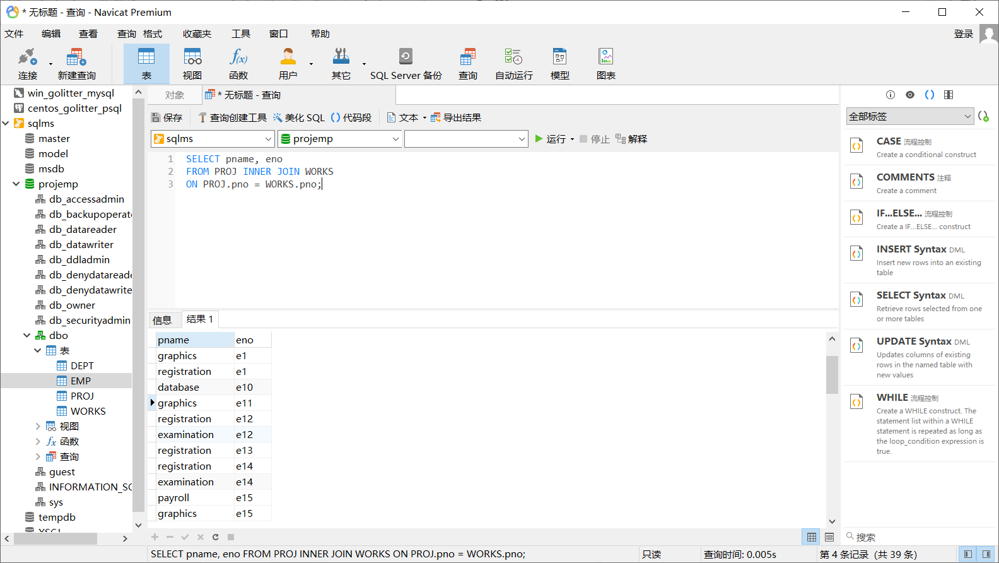 * 无标题 - 查询 - Navicat Premium
文件 编辑 查看 查询 格式 收藏夹 工具 窗口 帮助 登录
连接 新建查询 表 视图 函数 用户 其它 SQL Server 备份 查询 自动运行 模型 图表
win_golitter_mysql
centos_golitter_psql
sqlms
master
model
msdb
projemp
db_accessadmin
db_backupoperat
db_datareader
db_datawriter
db_ddladmin
db_denydatareade
db_denydatawrite
db_owner
db_securityadmin
dbo
表
DEPT
EMP
PROJ
WORKS
视图
函数
查询
guest
INFORMATION_SC
sys
tempdb
对象 * 无标题 - 查询
保存 查询创建工具 美化 SQL 代码段 文本 导出结果
sqlms projemp 运行 停止 解释
1 SELECT pname, eno
2 FROM PROJ INNER JOIN WORKS
3 ON PROJ.pno = WORKS.pno;
信息 结果 1
pname eno
graphics e1
registration e1
database e10
graphics e11
registration e12
examination e12
registration e13
registration e14
examination e14
payroll e15
graphics e15
全部标签
CASE 流程控制
Create a conditional construct
COMMENTS 注释
Create a comment
IF...ELSE... 流程控制
Create a IF...ELSE... construct
INSERT Syntax DML
Insert new rows into an existing
table
SELECT Syntax DML
Retrieve rows selected from one
or more tables
UPDATE Syntax DML
Updates columns of existing
rows in the named table with
new values
WHILE 流程控制
Create a WHILE construct. The
statement list within a WHILE
statement is repeated as long as
the loop_condition expression is
true.
搜索
SELECT pname, eno FROM PROJ INNER JOIN WORKS ON PROJ.pno = WORKS.pno; 只读 查询时间: 0.005s 第 4 条记录 (共 39 条)